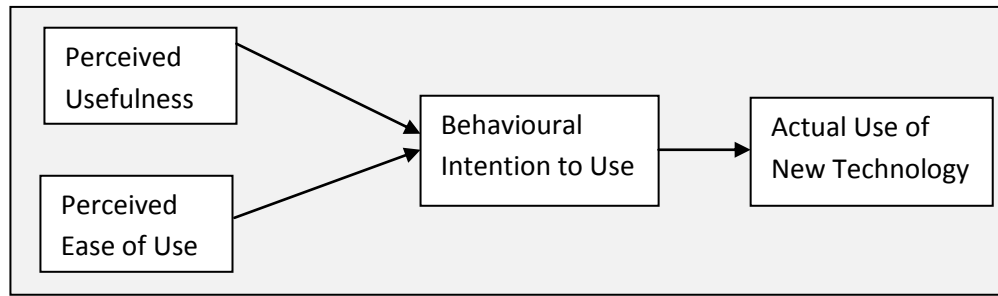 Perceived
Usefulness
Perceived
Ease of Use
Behavioural
Intention to Use
Actual Use of
New Technology